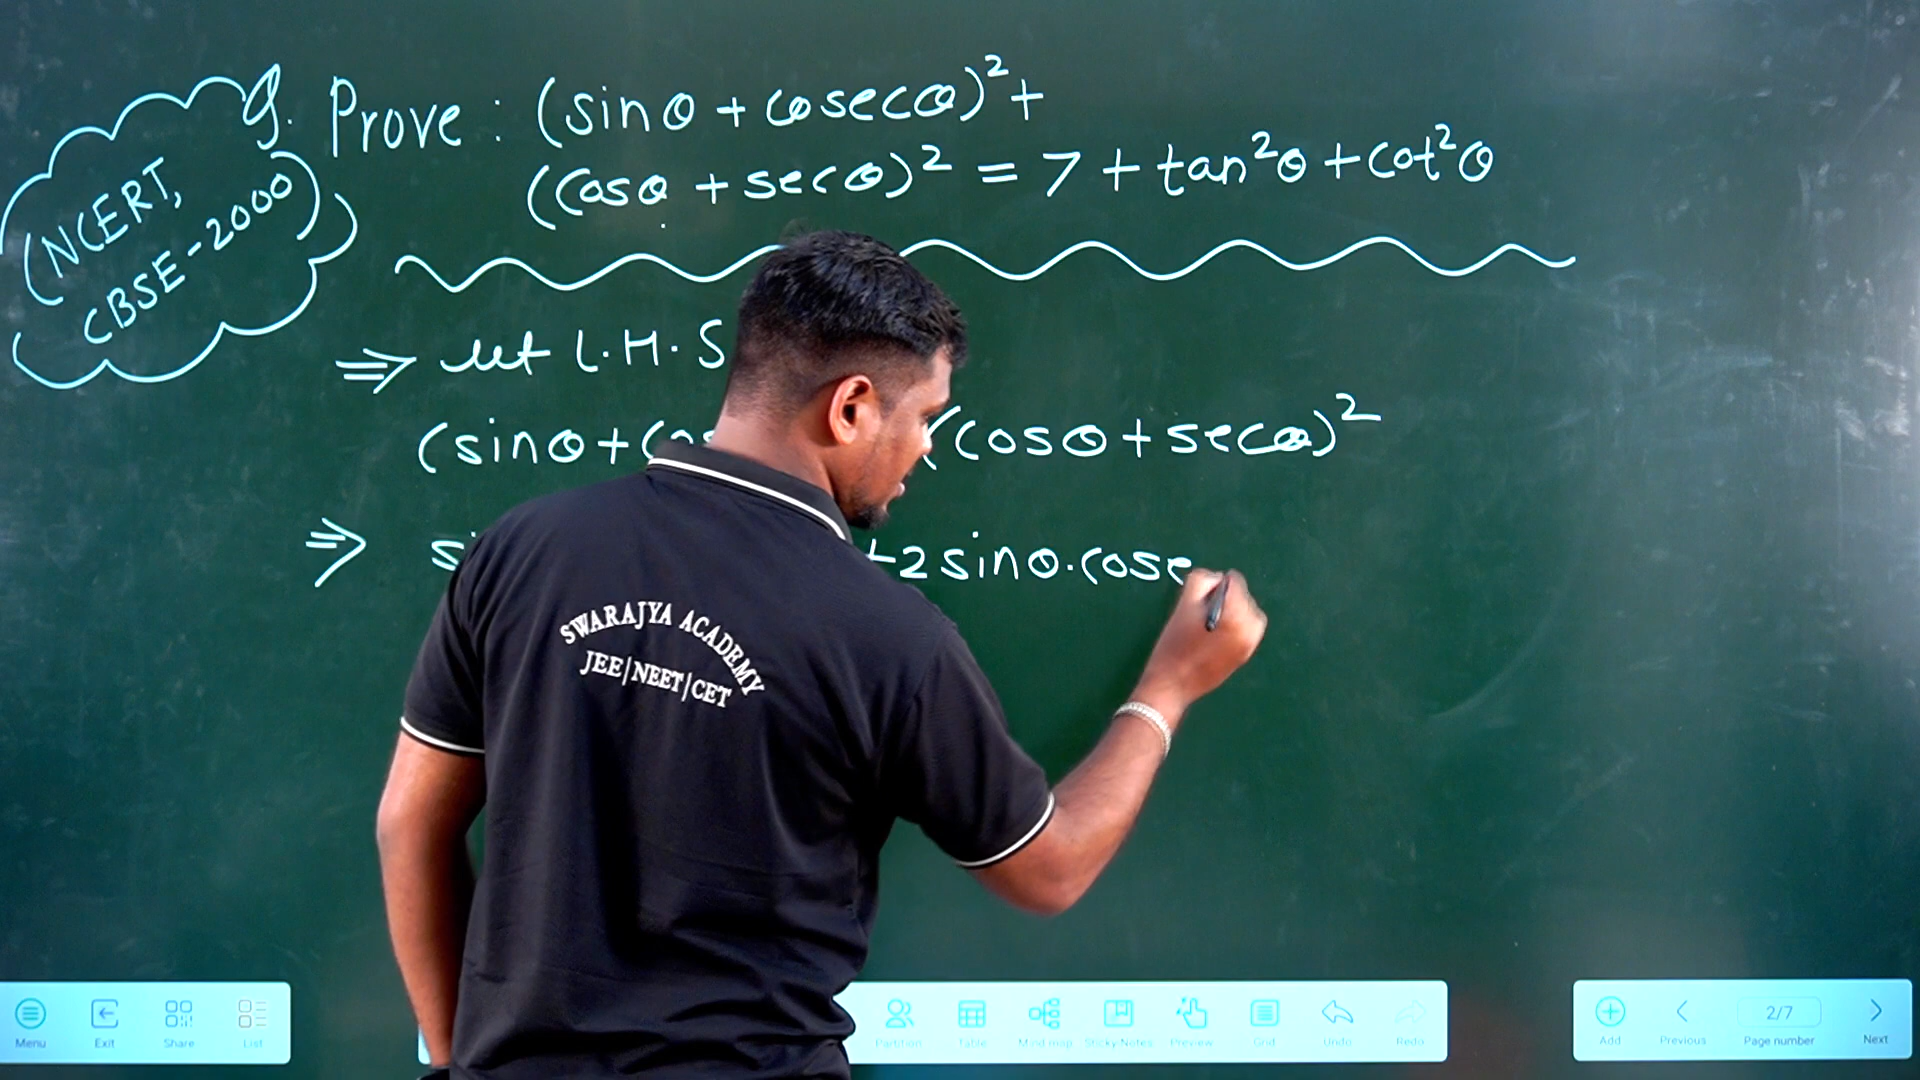 Q. Prove : (sinθ + cosecθ)²+
(cosθ + secθ)² = 7 + tan²θ + cot²θ
(NCERT,
CBSE-2000)
⇒ let L.H.S
(sinθ+cos (cosθ+secθ)²
⇒ si +2sinθ.cose
SWARAJYA ACADEMY
JEE|NEET|CET
Menu Exit Share List Partition Table Mind map Sticky Notes Preview Grid Undo Redo Add Previous 2/7 Page number Next